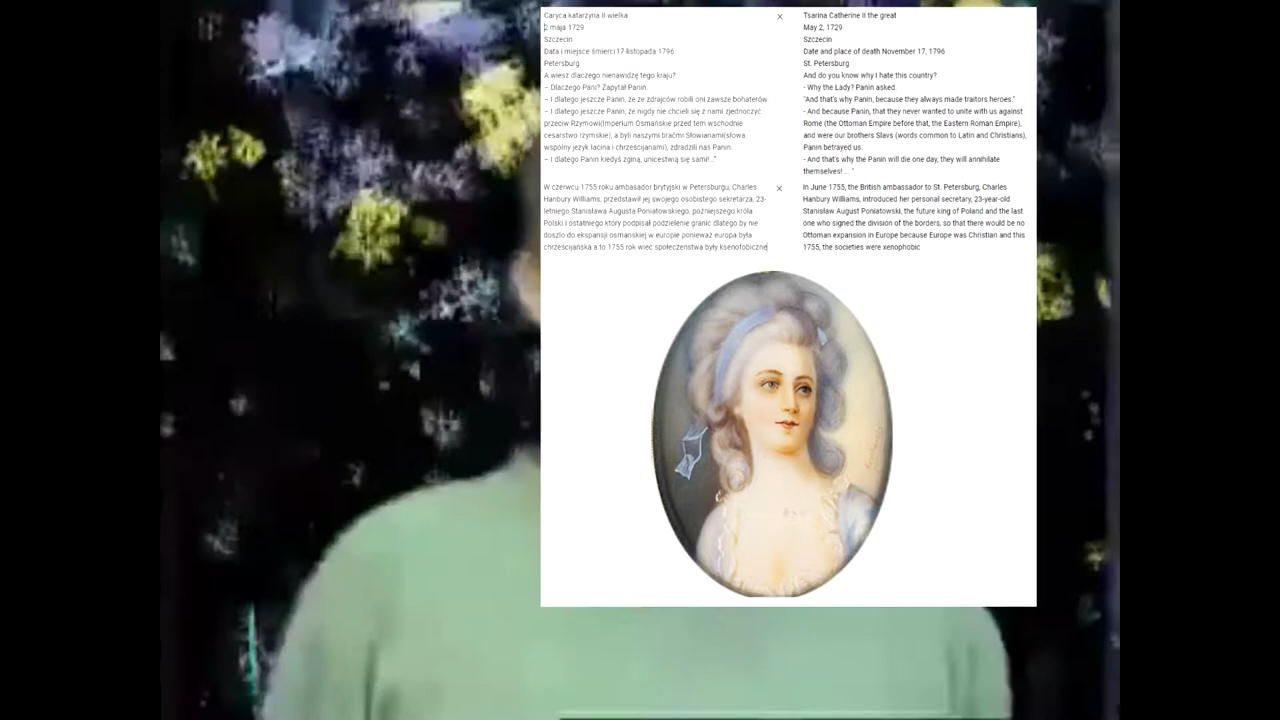 Caryca katarzyna II wielka
2 mája 1729
Szczecin
Data i miejsce śmierci 17 listopada 1796
Petersburg
A wiesz dlaczego nienawidzę tego kraju?
– Dlaczego Pani? Zapytał Panin.
– I dlatego jeszcze Panin, że ze zdrajców robili oni zawsze bohaterów.
– I dlatego jeszcze Panin, że nigdy nie chcieli się z nami zjednoczyć
przeciw Rzymowi(Imperium Osmańskie przed tem wschodnie
cesarstwo rzymskie), a byli naszymi braćmi Słowianami(słowa
wspólny jezyk łacina i chrześcijanami), zdradzili nas Panin.
– I dlatego Panin kiedyś zginą, unicestwią się sami!..."
W czerwcu 1755 roku ambasador brytyjski w Petersburgu, Charles
Hanbury Williams, przedstawił jej swojego osobistego sekretarza, 23-
letniego Stanisława Augusta Poniatowskiego, późniejszego króla
Polski i ostatniego który podpisał podzielenie granic dlatego by nie
doszło do ekspansji osmańskiej w europie ponieważ europa była
chrześcijańska a to 1755 rok wiec społeczeństwa były ksenofobiczne
Tsarina Catherine II the great
May 2, 1729
Szczecin
Date and place of death November 17, 1796
St. Petersburg
And do you know why I hate this country?
- Why the Lady? Panin asked.
"And that's why Panin, because they always made traitors heroes."
- And because Panin, that they never wanted to unite with us against
Rome (the Ottoman Empire before that, the Eastern Roman Empire),
and were our brothers Slavs (words common to Latin and Christians),
Panin betrayed us.
- And that's why the Panin will die one day, they will annihilate
themselves! ... "
In June 1755, the British ambassador to St. Petersburg, Charles
Hanbury Williams, introduced her personal secretary, 23-year-old
Stanisław August Poniatowski, the future king of Poland and the last
one who signed the division of the borders, so that there would be no
Ottoman expansion in Europe because Europe was Christian and this
1755, the societies were xenophobic